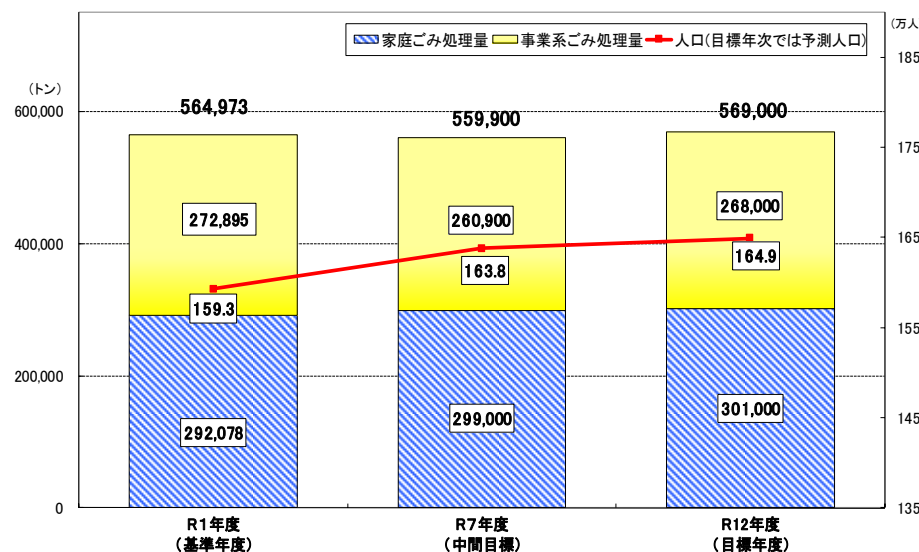 (万人
家庭ごみ処理量 事業系ごみ処理量 人口(目標年次では予測人口)
185
(トン)
600,000
564,973
559,900
569,000
175
272,895
260,900
268,000
400,000
165
159.3
163.8
164.9
155
200,000
292,078
299,000
301,000
145
0
135
R1年度
(基準年度)
R7年度
(中間目標)
R12年度
(目標年度)